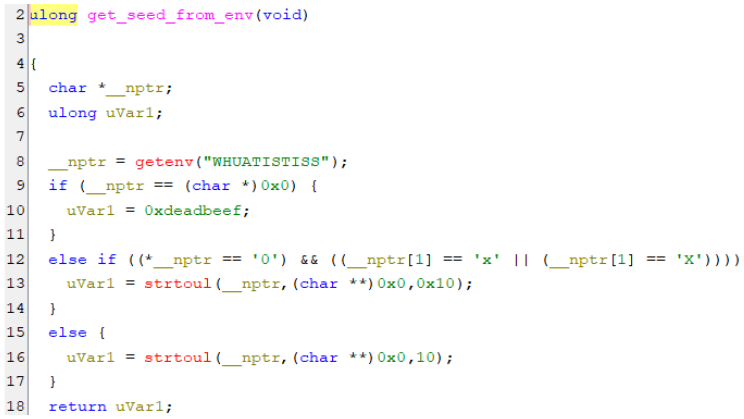 2 ulong get_seed_from_env(void)
3
4 {
5 char *__nptr;
6 ulong uVar1;
7
8 __nptr = getenv("WHUATISTISS");
9 if (__nptr == (char *)0x0) {
10 uVar1 = 0xdeadbeef;
11 }
12 else if ((*__nptr == '0') && ((__nptr[1] == 'x' || (__nptr[1] == 'X'))))
13 uVar1 = strtoul(__nptr,(char **)0x0,0x10);
14 }
15 else {
16 uVar1 = strtoul(__nptr,(char **)0x0,10);
17 }
18 return uVar1;